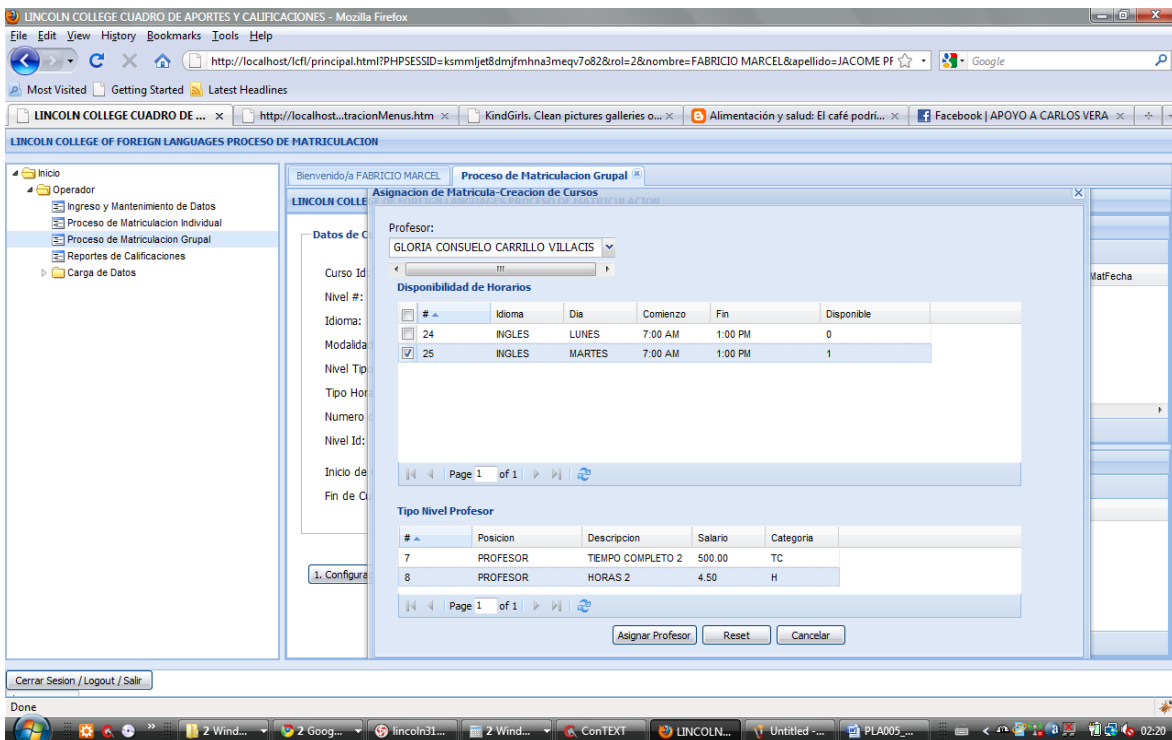 LINCOLN COLLEGE CUADRO DE APORTES Y CALIFICACIONES - Mozilla Firefox
File Edit View History Bookmarks Tools Help
http://localhost/lcfl/principal.html?PHPSESSID=ksmmljet8dmjfmhna3meqv7o82&rol=2&nombre=FABRICIO MARCEL&apellido=JACOME PF
Google
Most Visited Getting Started Latest Headlines
LINCOLN COLLEGE CUADRO DE ... http://localhost...tracionMenus.htm KindGirls. Clean pictures galleries o... Alimentación y salud: El café podrí... Facebook | APOYO A CARLOS VERA
LINCOLN COLLEGE OF FOREIGN LANGUAGES PROCESO DE MATRICULACION
Inicio
Operador
Ingreso y Mantenimiento de Datos
Proceso de Matriculacion Individual
Proceso de Matriculacion Grupal
Reportes de Calificaciones
Carga de Datos
Bienvenido/a FABRICIO MARCEL Proceso de Matriculacion Grupal
Asignacion de Matricula-Creacion de Cursos
LINCOLN COLLE E OF FOREIGN LANGUAGES PROCESO DE MATRICULACION
Datos de C
Curso Id
Nivel #:
Idioma:
Modalida
Nivel Tip
Tipo Hor
Numero
Nivel Id:
Inicio de
Fin de Cu
1. Configura
MatFecha
Profesor:
GLORIA CONSUELO CARRILLO VILLACIS
Disponibilidad de Horarios
# Idioma Dia Comienzo Fin Disponible
24 INGLES LUNES 7:00 AM 1:00 PM 0
25 INGLES MARTES 7:00 AM 1:00 PM 1
Page 1 of 1
Tipo Nivel Profesor
# Posicion Descripcion Salario Categoria
7 PROFESOR TIEMPO COMPLETO 2 500.00 TC
8 PROFESOR HORAS 2 4.50 H
Page 1 of 1
Asignar Profesor Reset Cancelar
Cerrar Sesion / Logout / Salir
Done
2 Wind... 2 Goog... lincoln31... 2 Wind... ConTEXT LINCOLN... Untitled -... PLA005_... 02:20